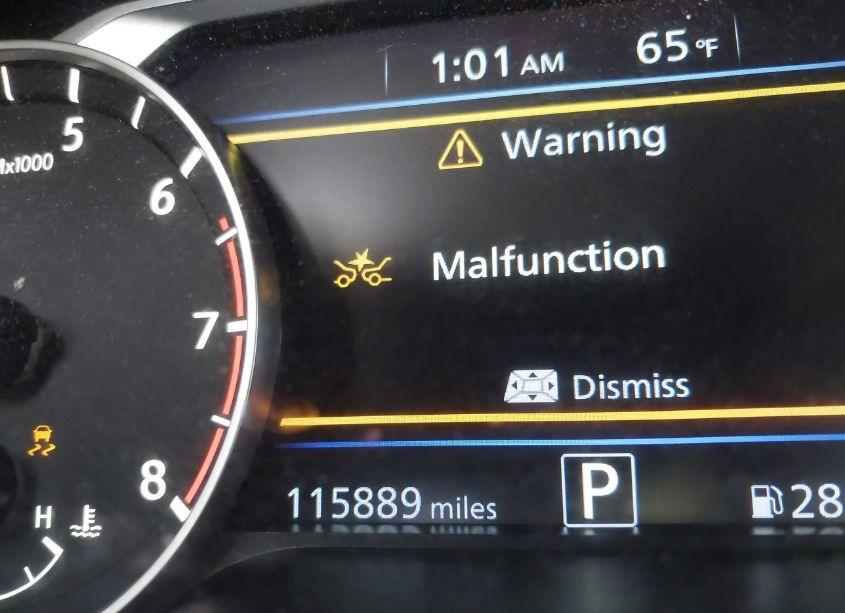 1:01 AM 65 °F
Warning
5
x1000
6
Malfunction
7
Dismiss
8
115889 miles P 28
H